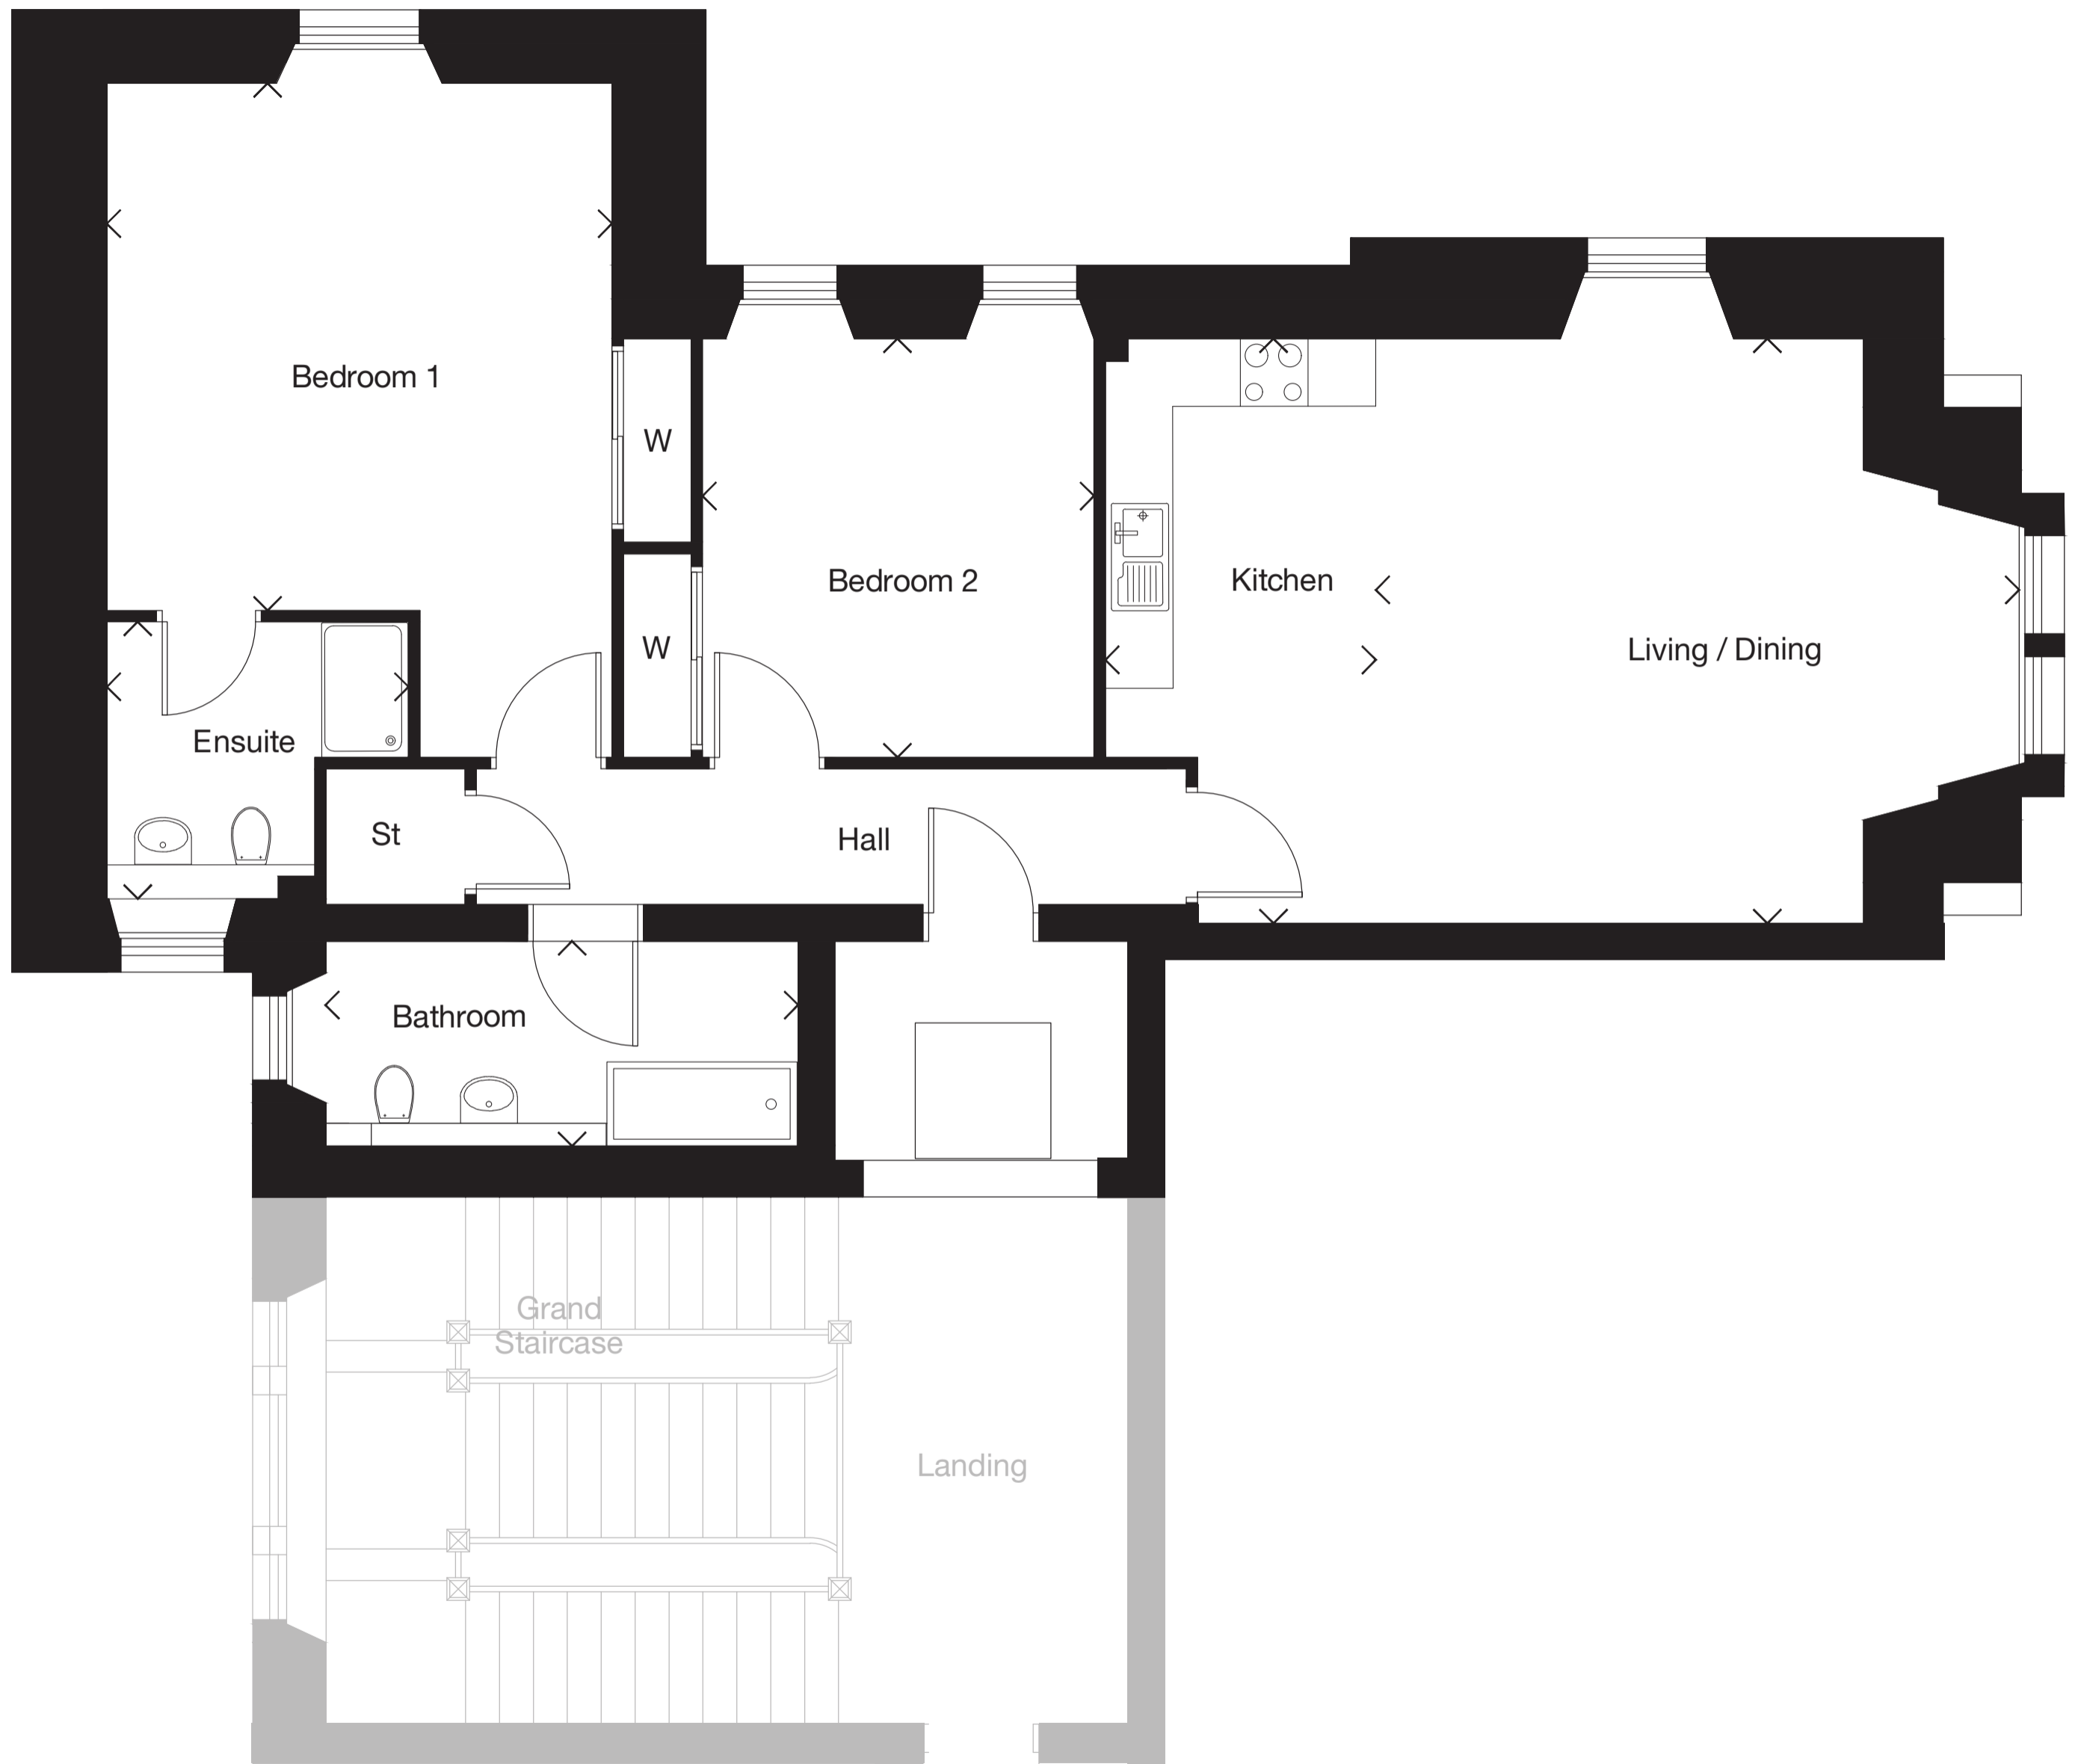 Bedroom 1
W
Bedroom 2
Kitchen
W
Living / Dining
Ensuite
St
Hall
Bathroom
Grand
Staircase
Landing